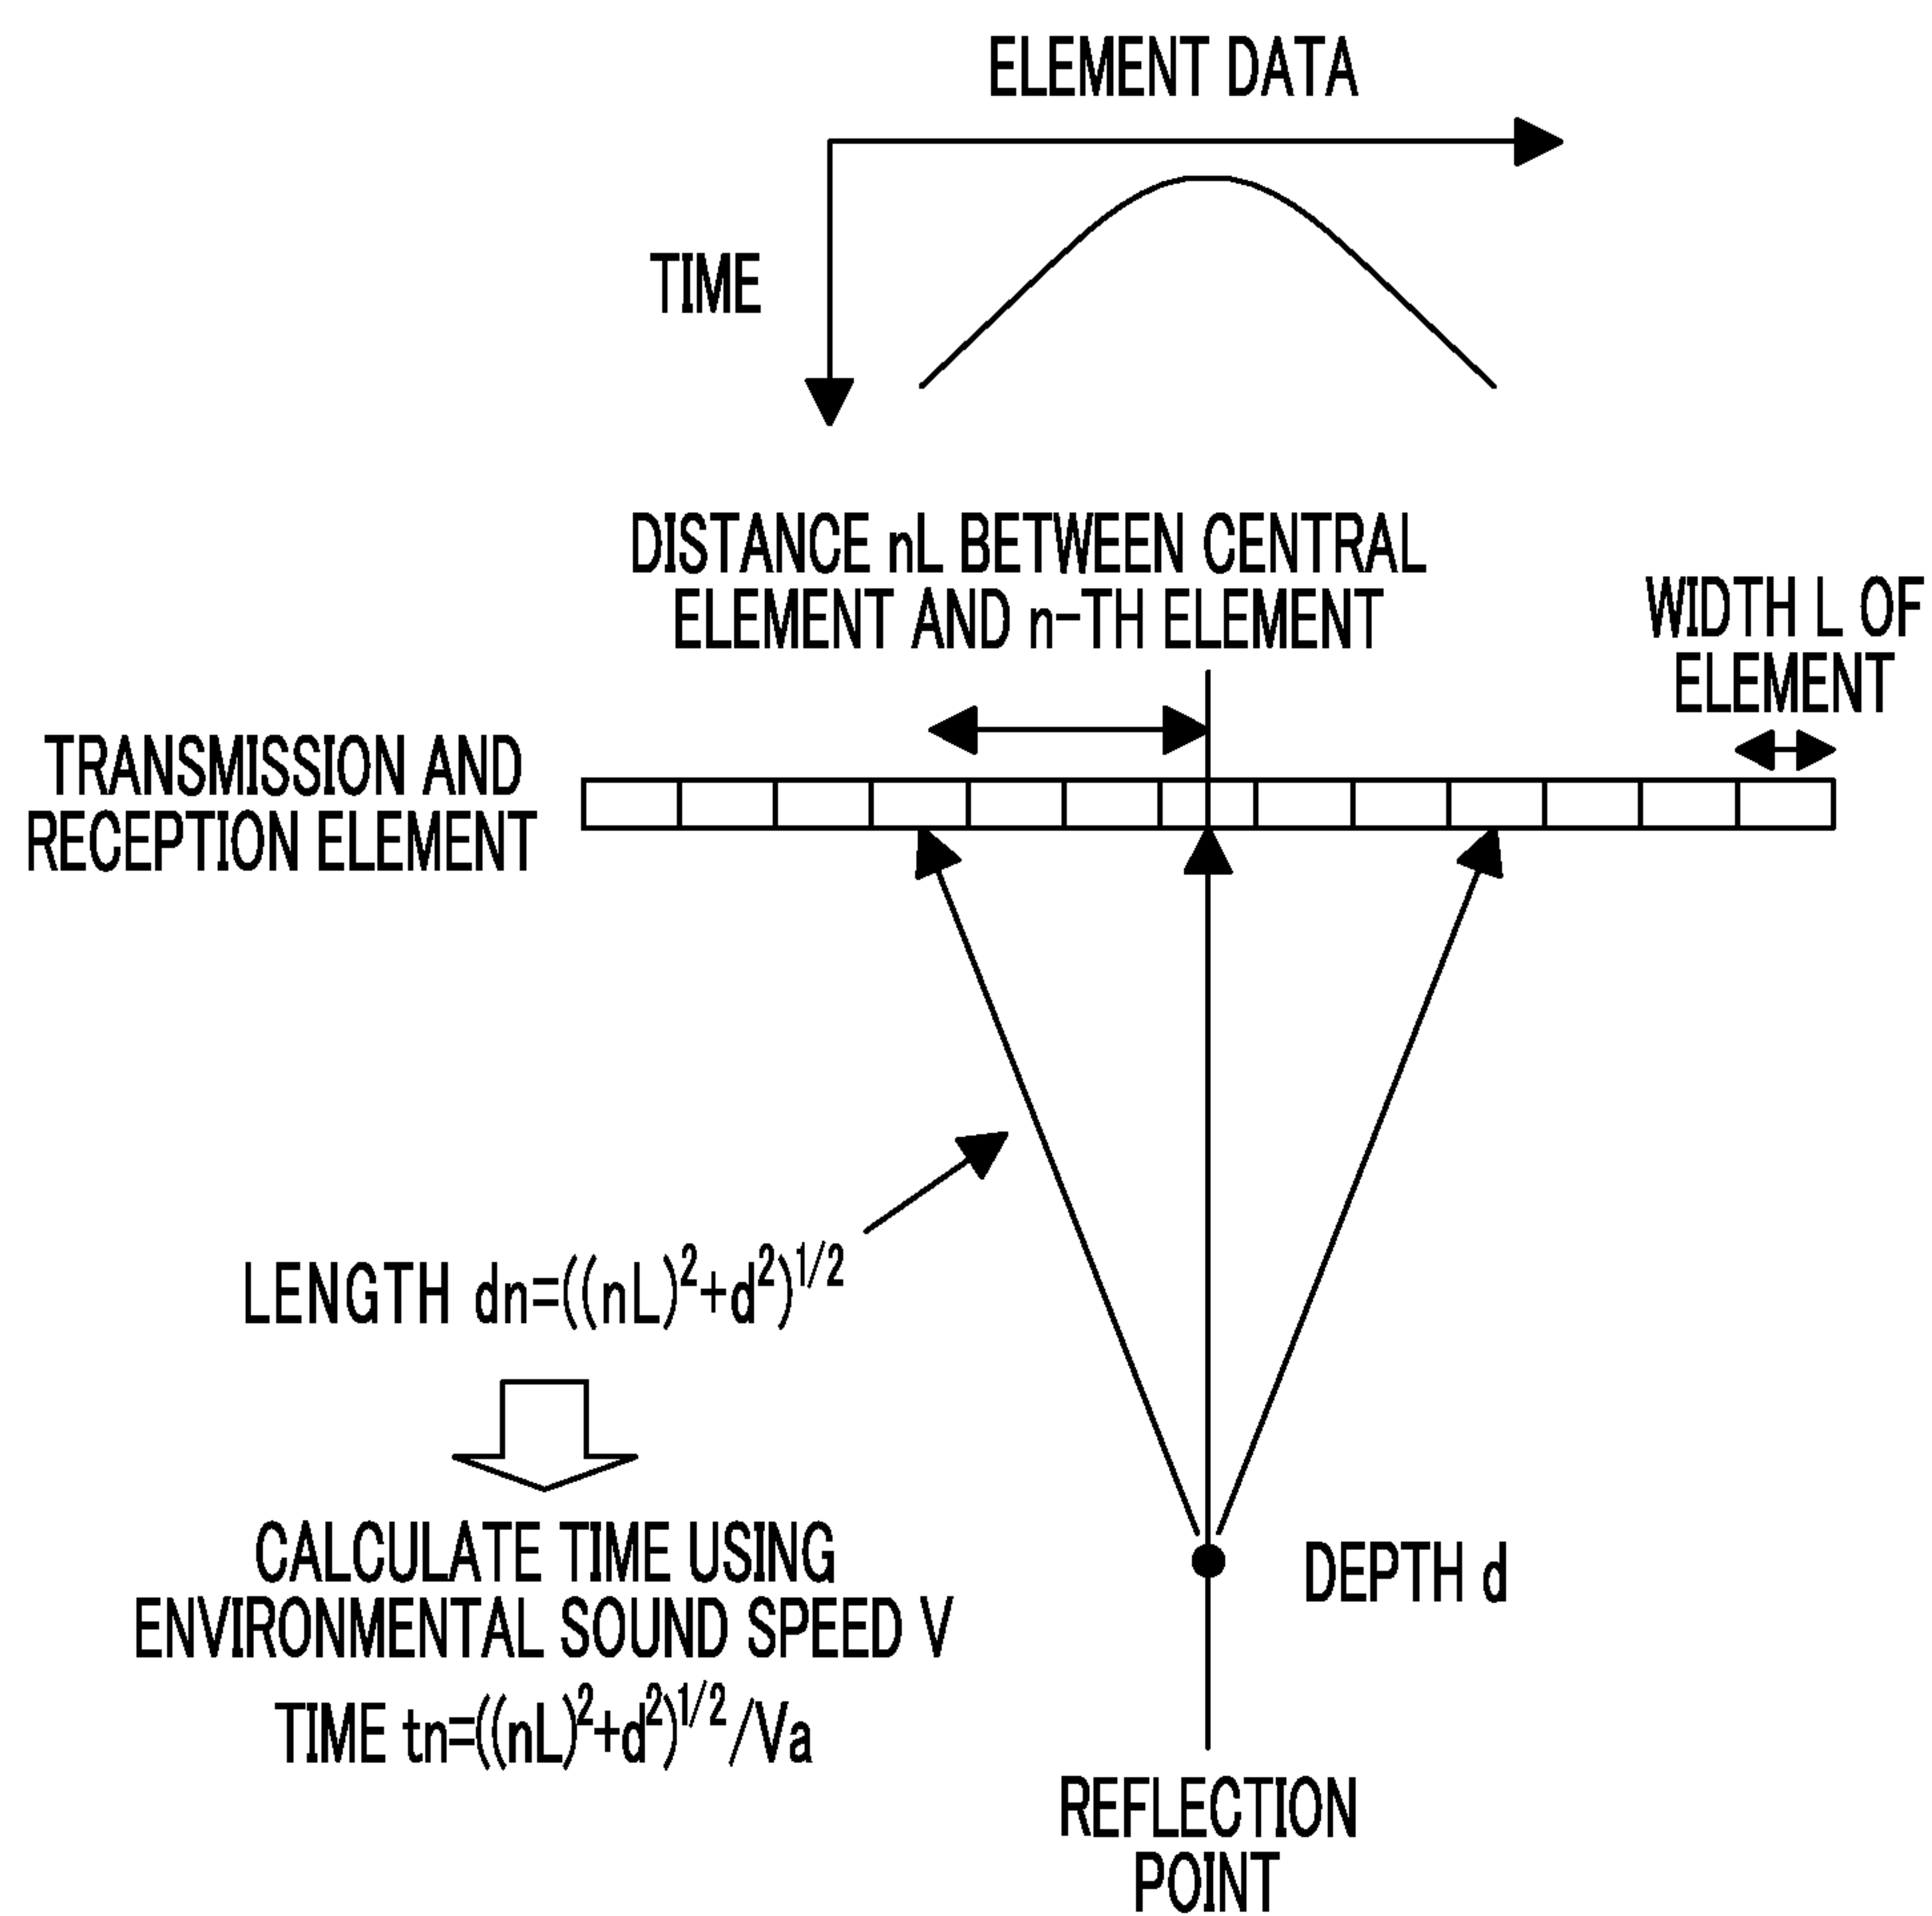 ELEMENT DATA
TIME
DISTANCE nL BETWEEN CENTRAL
ELEMENT AND n-TH ELEMENT
WIDTH L OF
ELEMENT
TRANSMISSION AND
RECEPTION ELEMENT
LENGTH dn=((nL)²+d²)¹/²
CALCULATE TIME USING
ENVIRONMENTAL SOUND SPEED V
TIME tn=((nL)²+d²)¹/²/Va
DEPTH d
REFLECTION
POINT